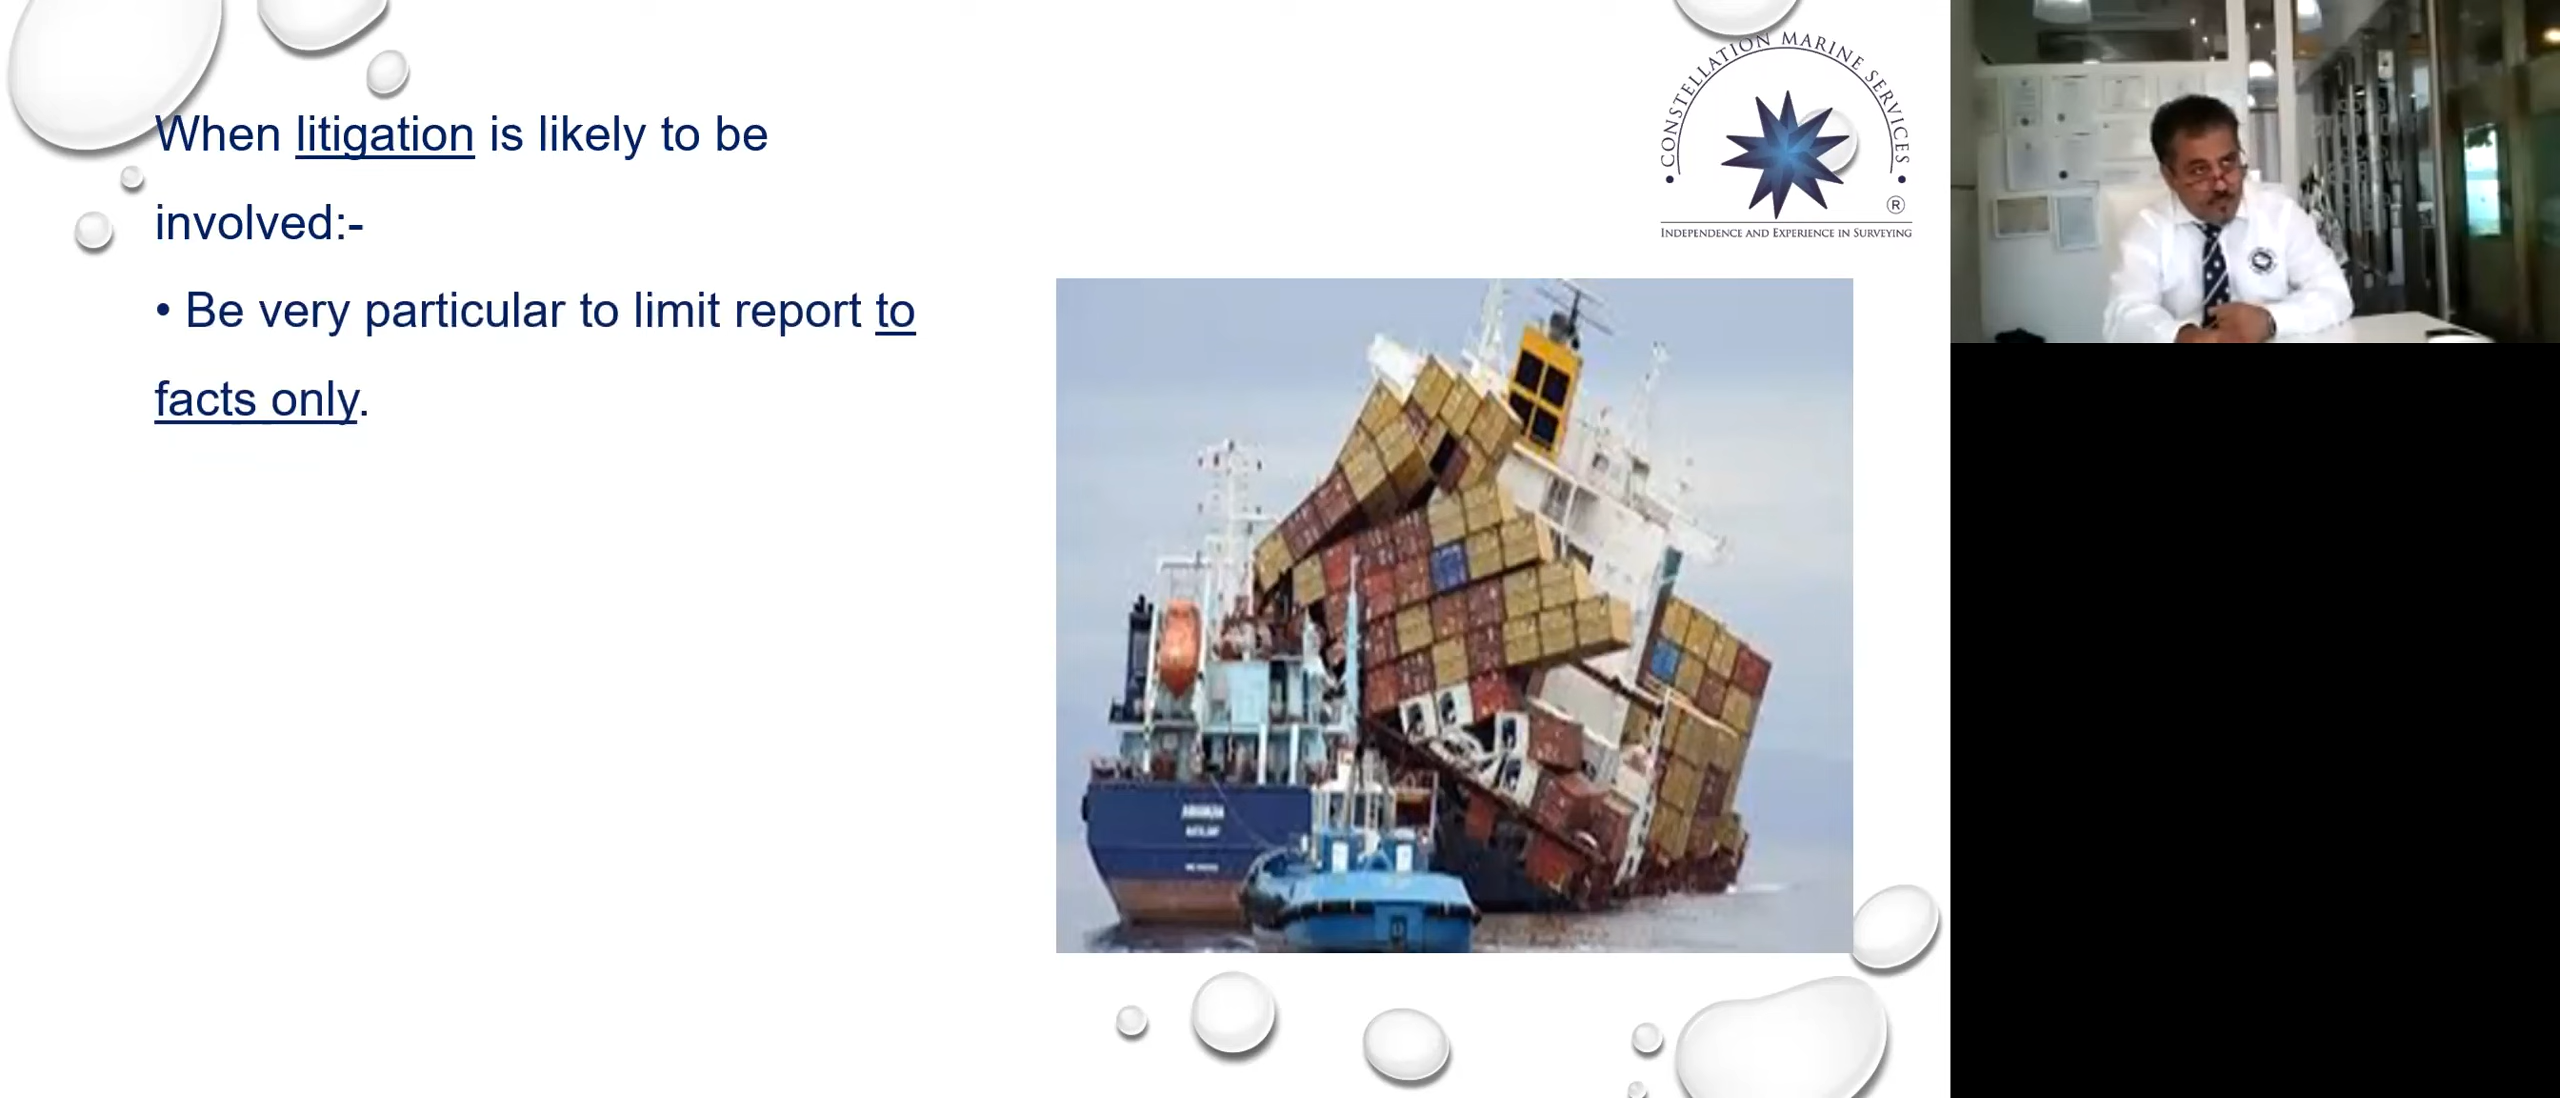 When litigation is likely to be
involved:-
• Be very particular to limit report to
facts only.
• CONSTELLATION MARINE SERVICES •
®
INDEPENDENCE AND EXPERIENCE IN SURVEYING